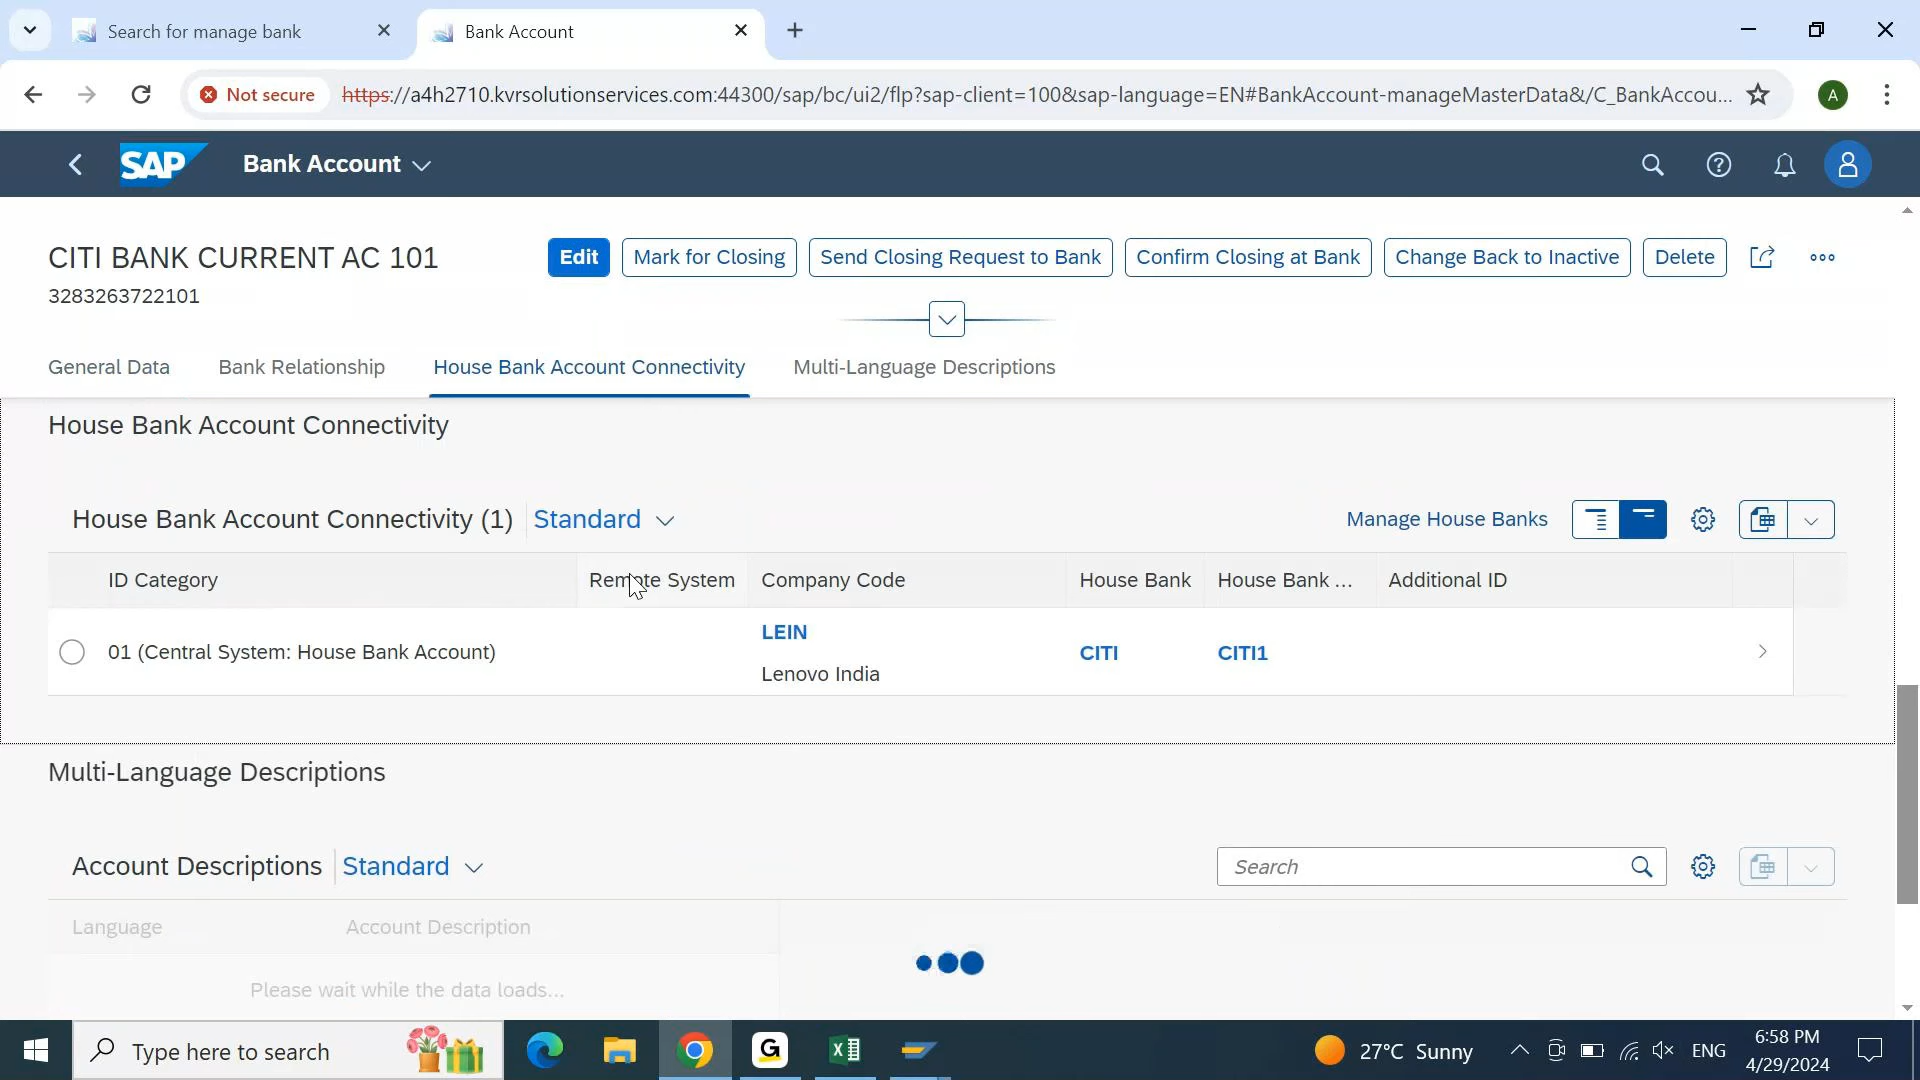 Search for manage bank
Bank Account
Not secure
https://a4h2710.kvrsolutionservices.com:44300/sap/bc/ui2/flp?sap-client=100&sap-language=EN#BankAccount-manageMasterData&/C_BankAccou...
A
SAP
Bank Account
CITI BANK CURRENT AC 101
3283263722101
Edit
Mark for Closing
Send Closing Request to Bank
Confirm Closing at Bank
Change Back to Inactive
Delete
General Data
Bank Relationship
House Bank Account Connectivity
Multi-Language Descriptions
House Bank Account Connectivity
House Bank Account Connectivity (1)
Standard
Manage House Banks
ID Category
Remote System
Company Code
House Bank
House Bank ...
Additional ID
01 (Central System: House Bank Account)
LEIN
Lenovo India
CITI
CITI1
Multi-Language Descriptions
Account Descriptions
Standard
Search
Language
Account Description
Please wait while the data loads...
Type here to search
G
27°C Sunny
ENG
6:58 PM
4/29/2024